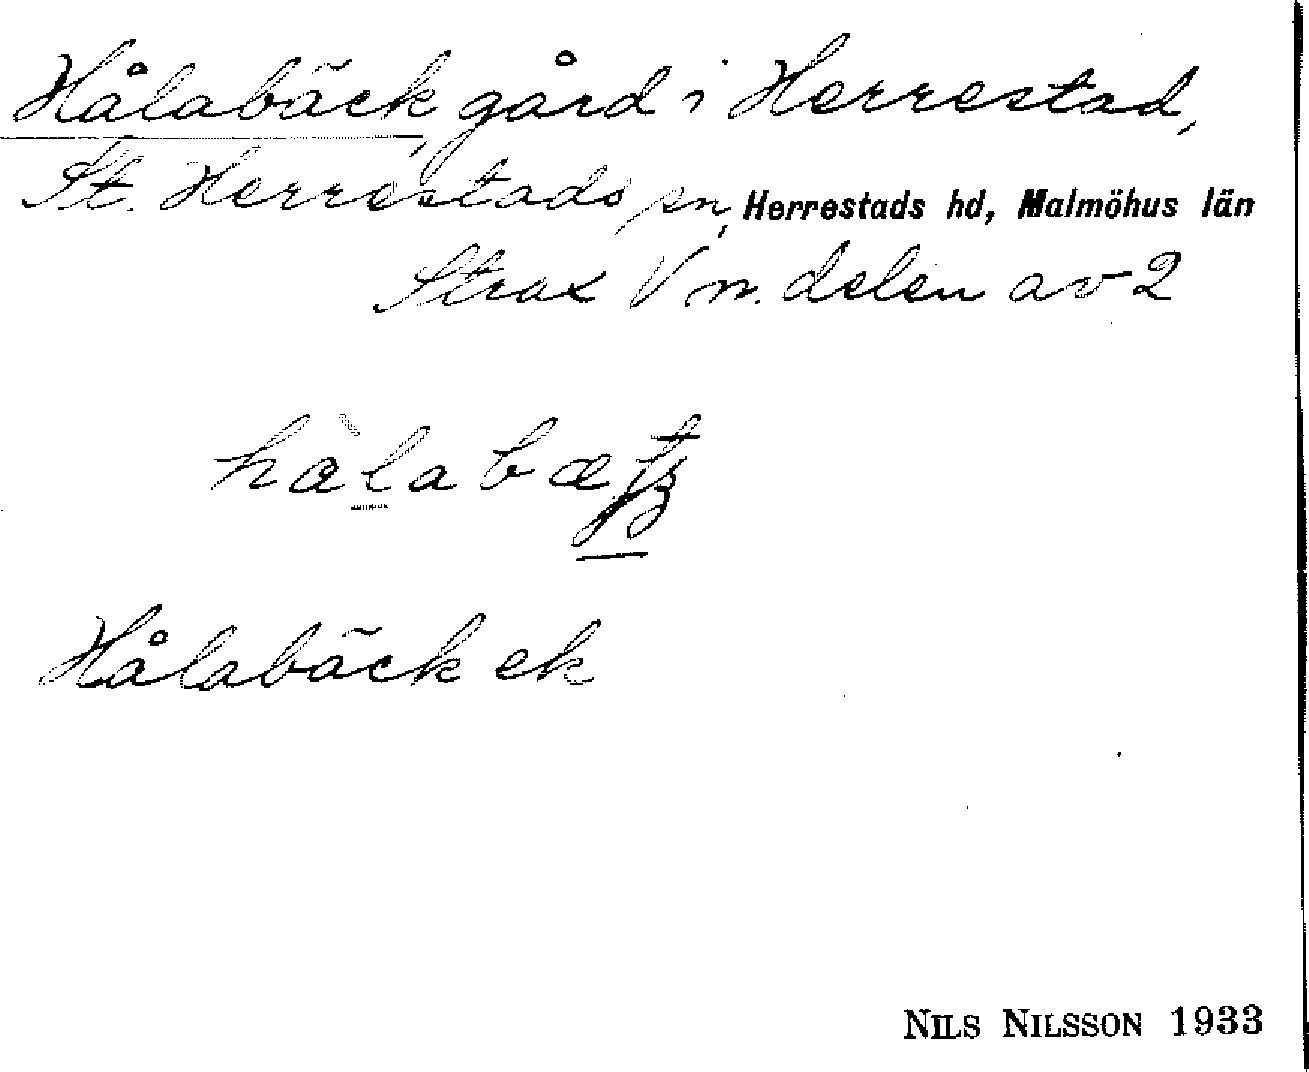 Hålabäck, gård i Herrestad,
St. Herrestads sn, Herrestads hd, Malmöhus län
Strax V n. delen av 2
Hålabäck ek
NILS NILSSON 1933